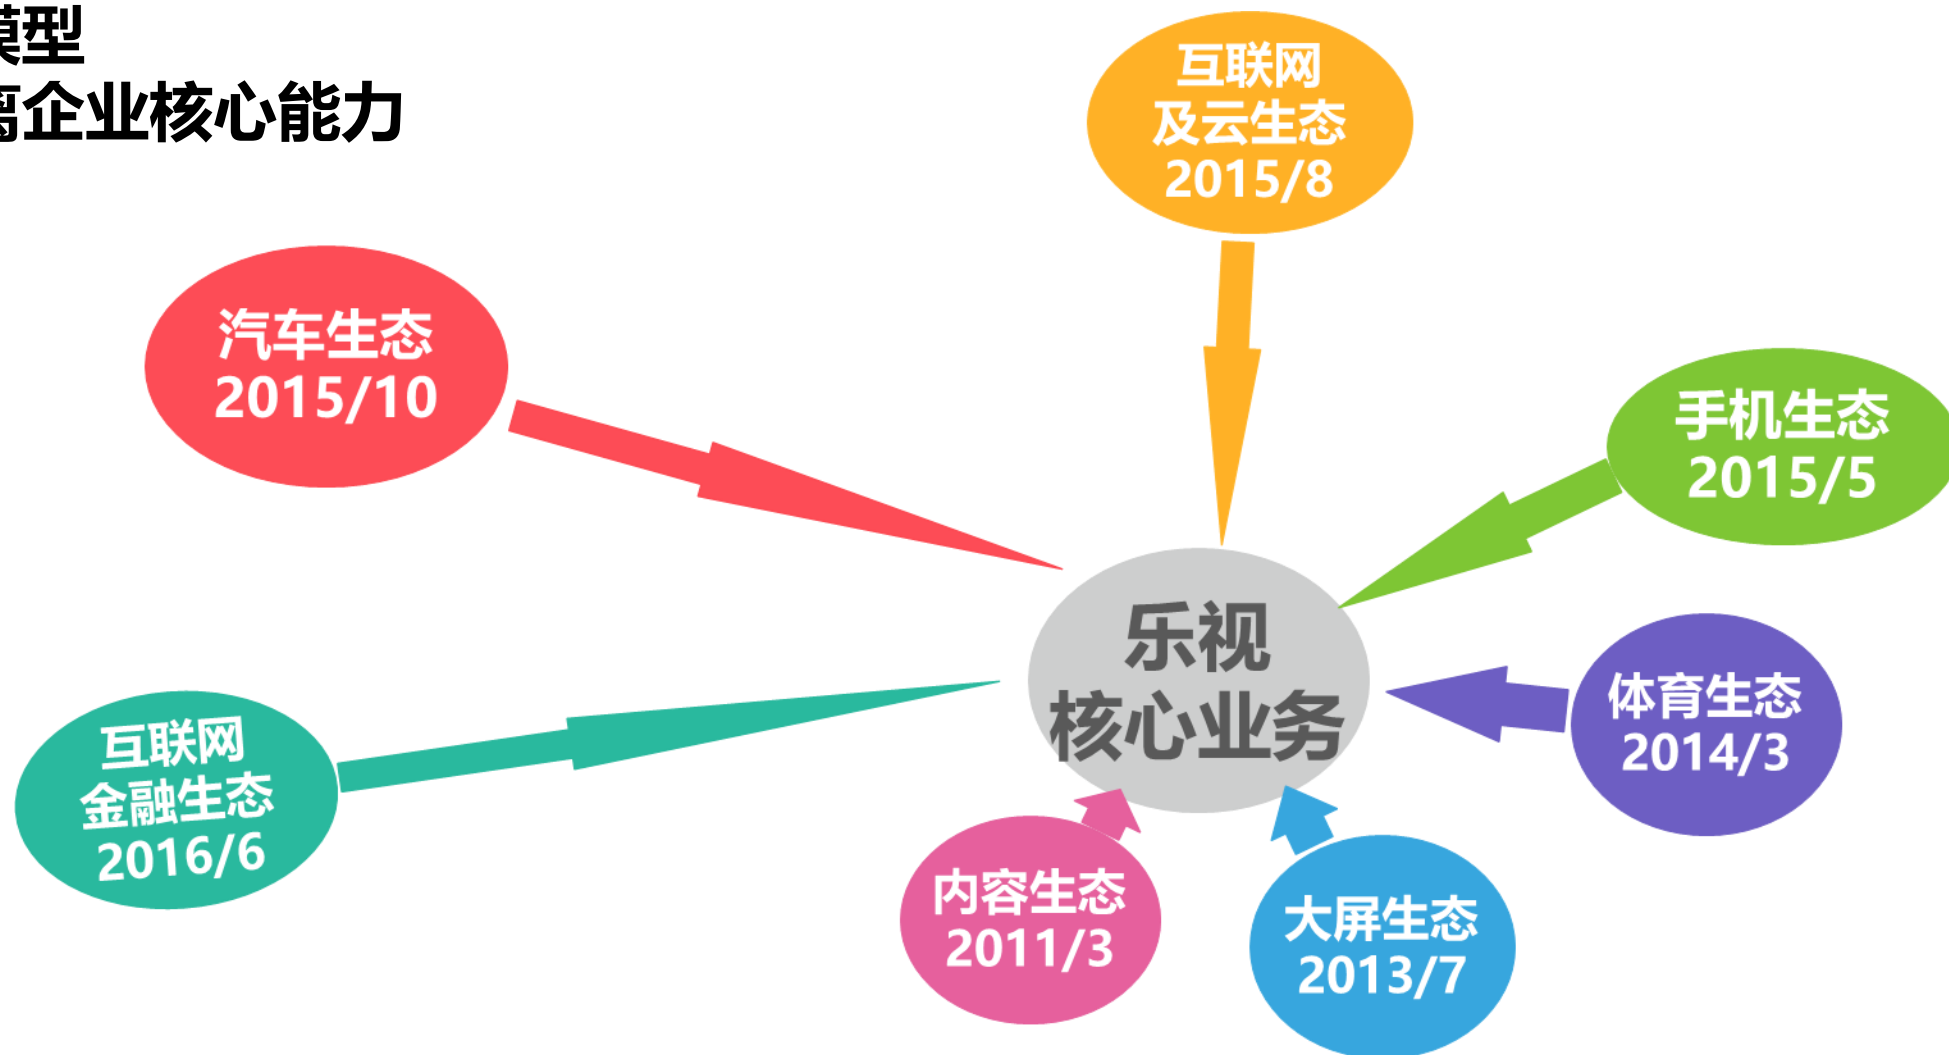 模型
离企业核心能力
互联网
及云生态
2015/8
汽车生态
2015/10
手机生态
2015/5
乐视
核心业务
体育生态
2014/3
互联网
金融生态
2016/6
内容生态
2011/3
大屏生态
2013/7